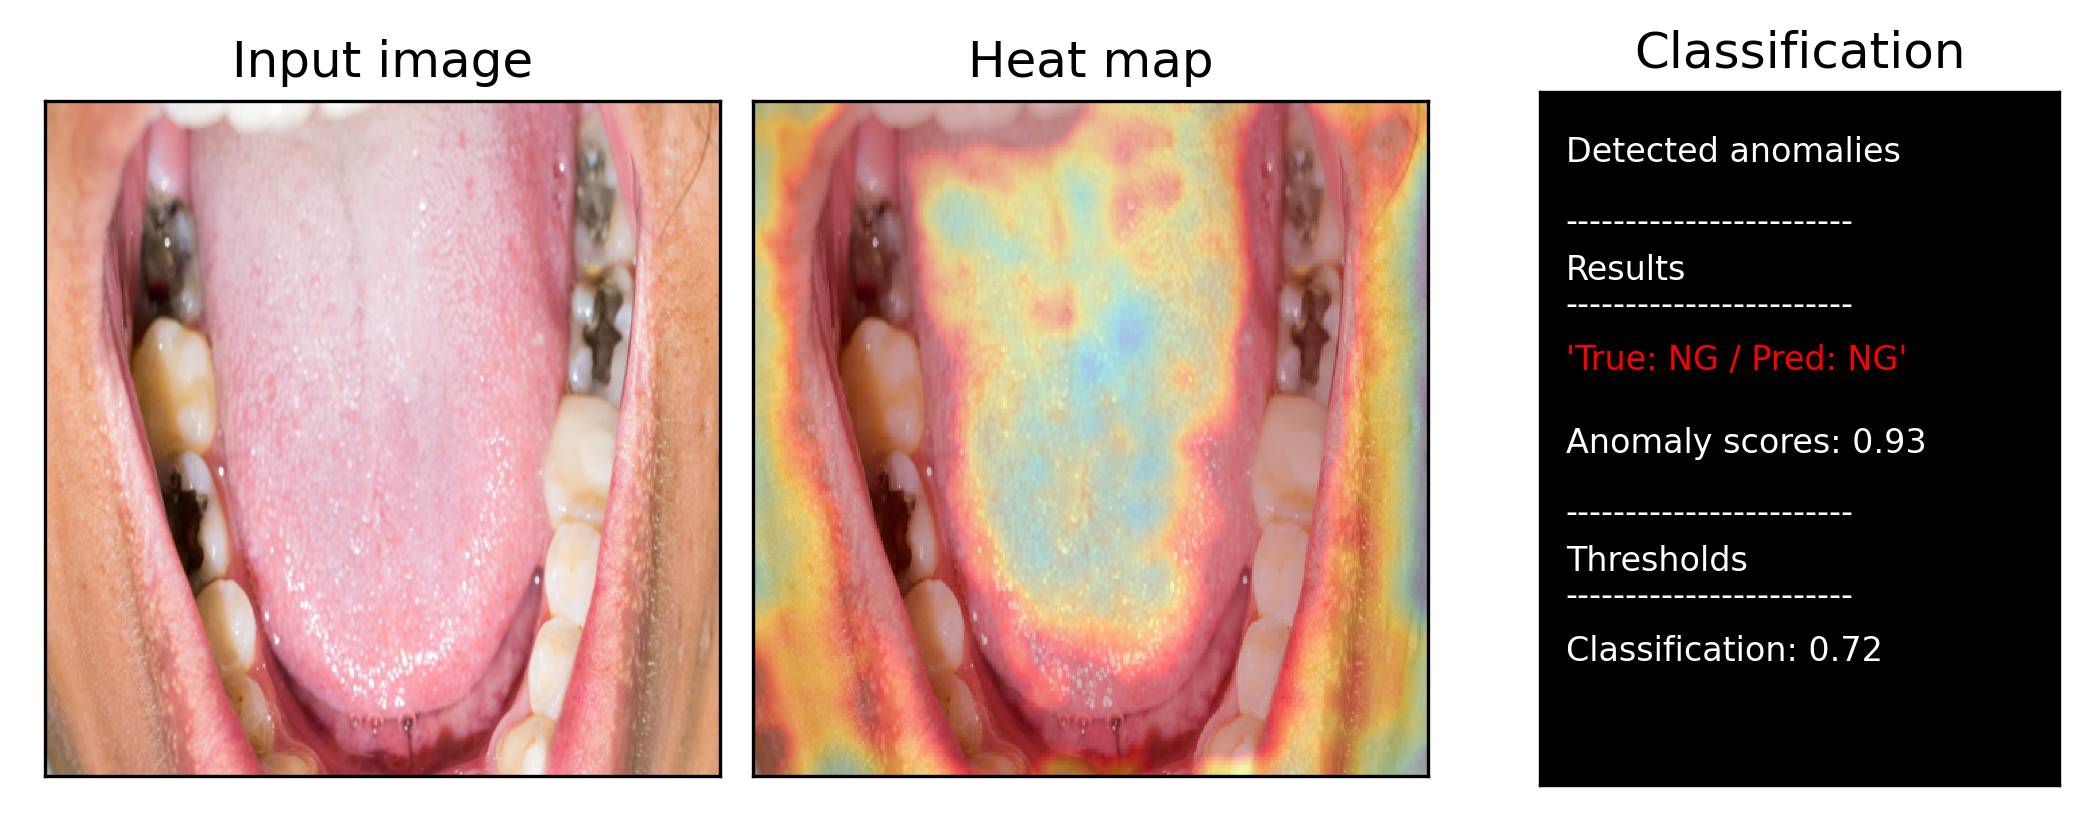 Input image
Heat map
Classification
Detected anomalies
------------------------
Results
------------------------
'True: NG / Pred: NG'
Anomaly scores: 0.93
------------------------
Thresholds
------------------------
Classification: 0.72